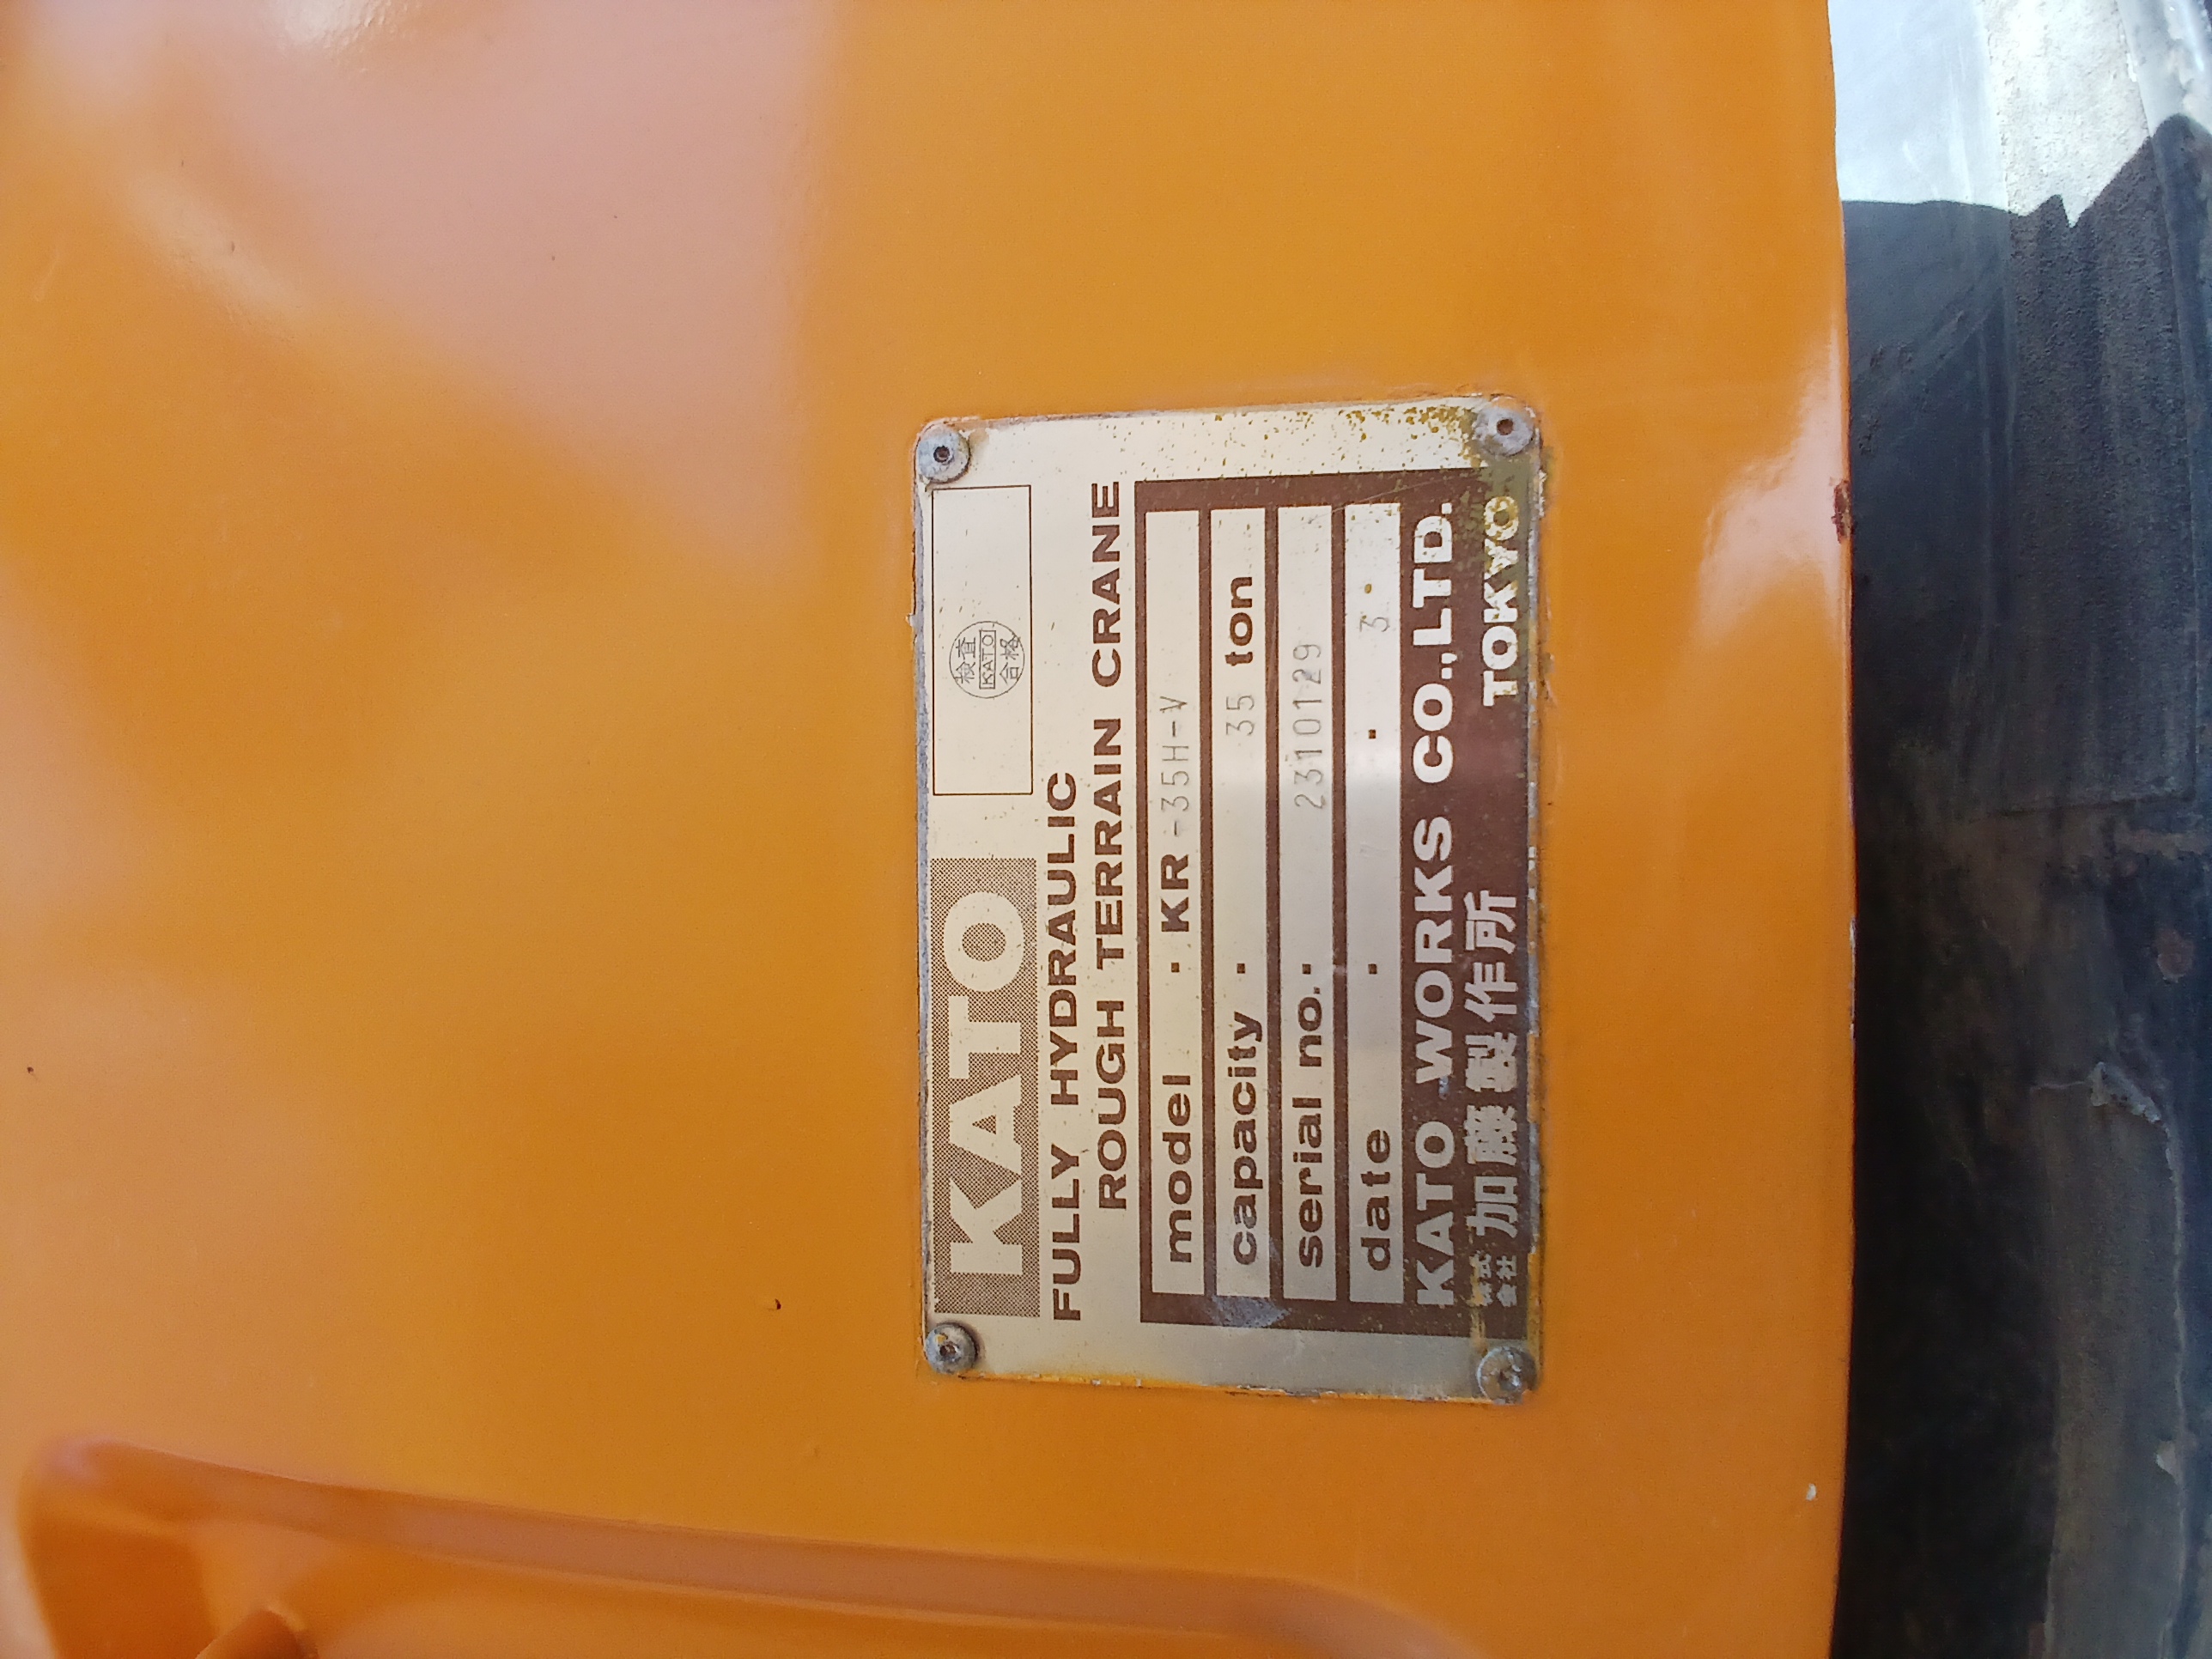 KATO
検査
KATO
合格
FULLY HYDRAULIC
ROUGH TERRAIN CRANE
model · KR -35H-V
capacity · 35 ton
serial no. · 2310129
date · · 3 ·
KATO WORKS CO.,LTD.
株式会社 加藤製作所 TOKYO